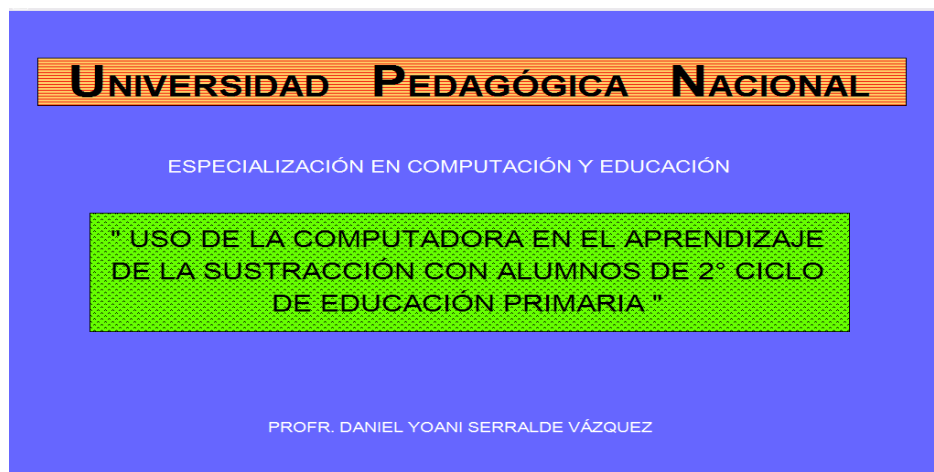 UNIVERSIDAD PEDAGÓGICA NACIONAL
ESPECIALIZACIÓN EN COMPUTACIÓN Y EDUCACIÓN
" USO DE LA COMPUTADORA EN EL APRENDIZAJE
DE LA SUSTRACCIÓN CON ALUMNOS DE 2° CICLO
DE EDUCACIÓN PRIMARIA "
PROFR. DANIEL YOANI SERRALDE VÁZQUEZ